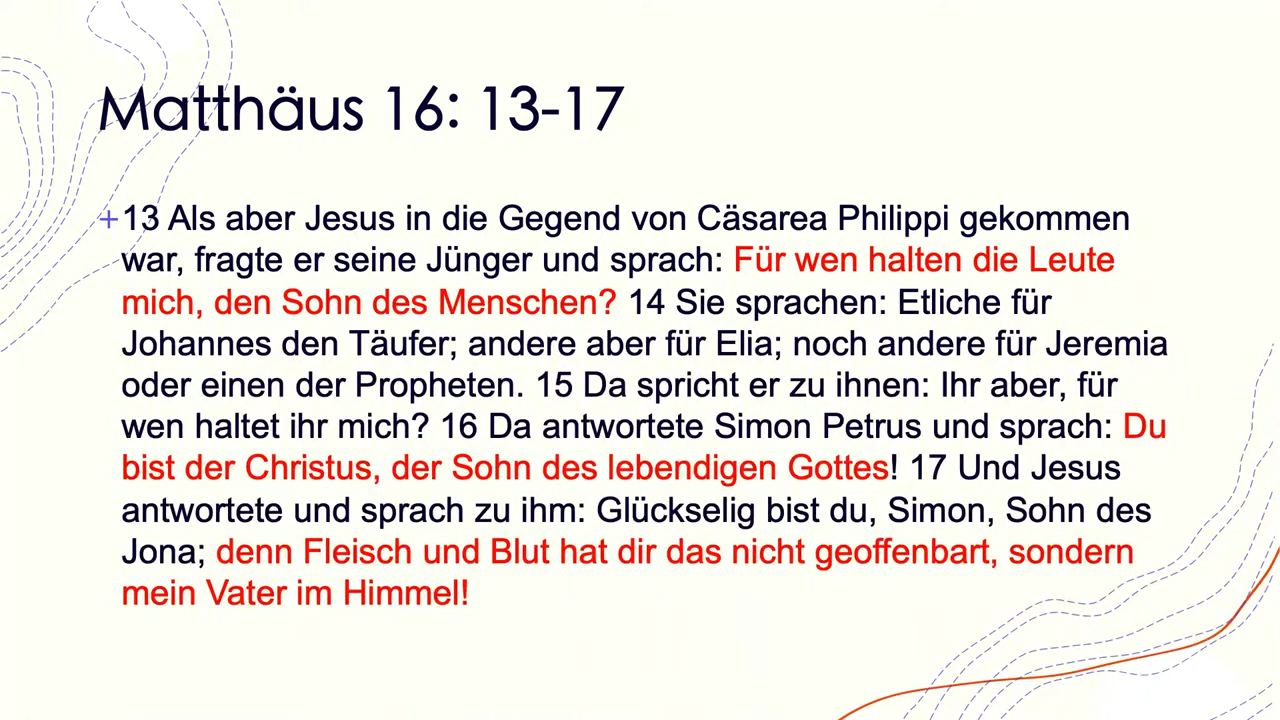 Matthäus 16: 13-17
+13 Als aber Jesus in die Gegend von Cäsarea Philippi gekommen
war, fragte er seine Jünger und sprach: Für wen halten die Leute
mich, den Sohn des Menschen? 14 Sie sprachen: Etliche für
Johannes den Täufer; andere aber für Elia; noch andere für Jeremia
oder einen der Propheten. 15 Da spricht er zu ihnen: Ihr aber, für
wen haltet ihr mich? 16 Da antwortete Simon Petrus und sprach: Du
bist der Christus, der Sohn des lebendigen Gottes! 17 Und Jesus
antwortete und sprach zu ihm: Glückselig bist du, Simon, Sohn des
Jona; denn Fleisch und Blut hat dir das nicht geoffenbart, sondern
mein Vater im Himmel!